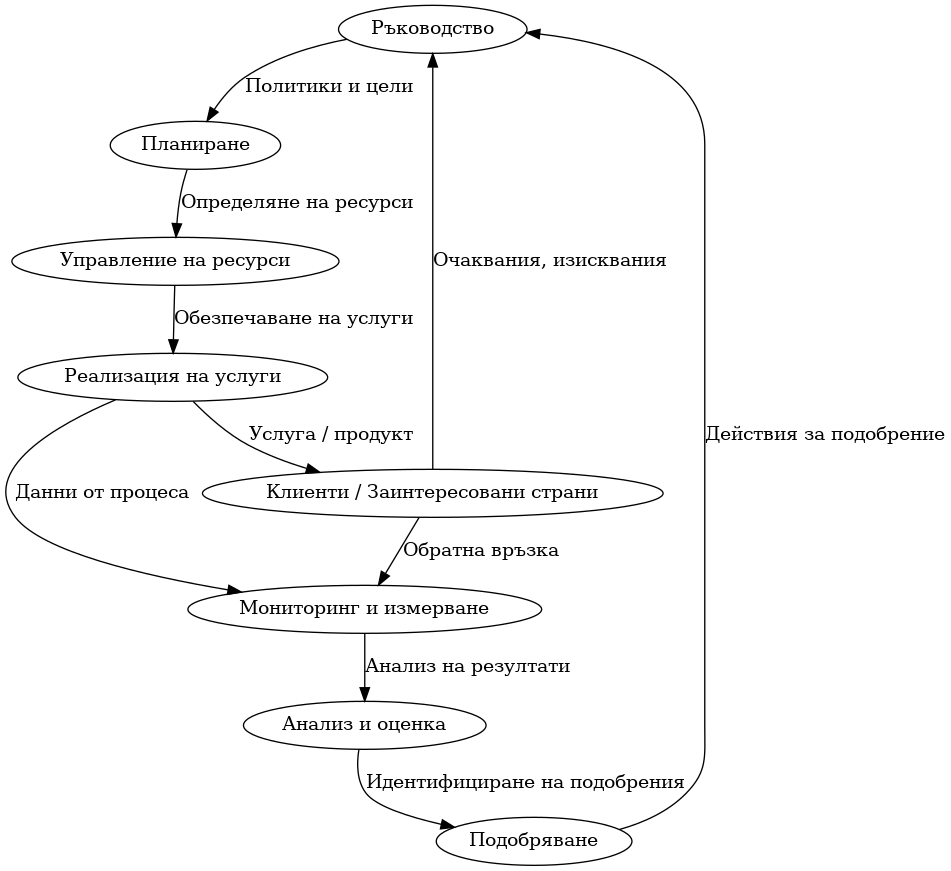 Ръководство
Политики и цели
Планиране
Определяне на ресурси
Управление на ресурси
Очаквания, изисквания
Обезпечаване на услуги
Реализация на услуги
Услуга / продукт
Действия за подобрение
Данни от процеса
Клиенти / Заинтересовани страни
Обратна връзка
Мониторинг и измерване
Анализ на резултати
Анализ и оценка
Идентифициране на подобрения
Подобряване